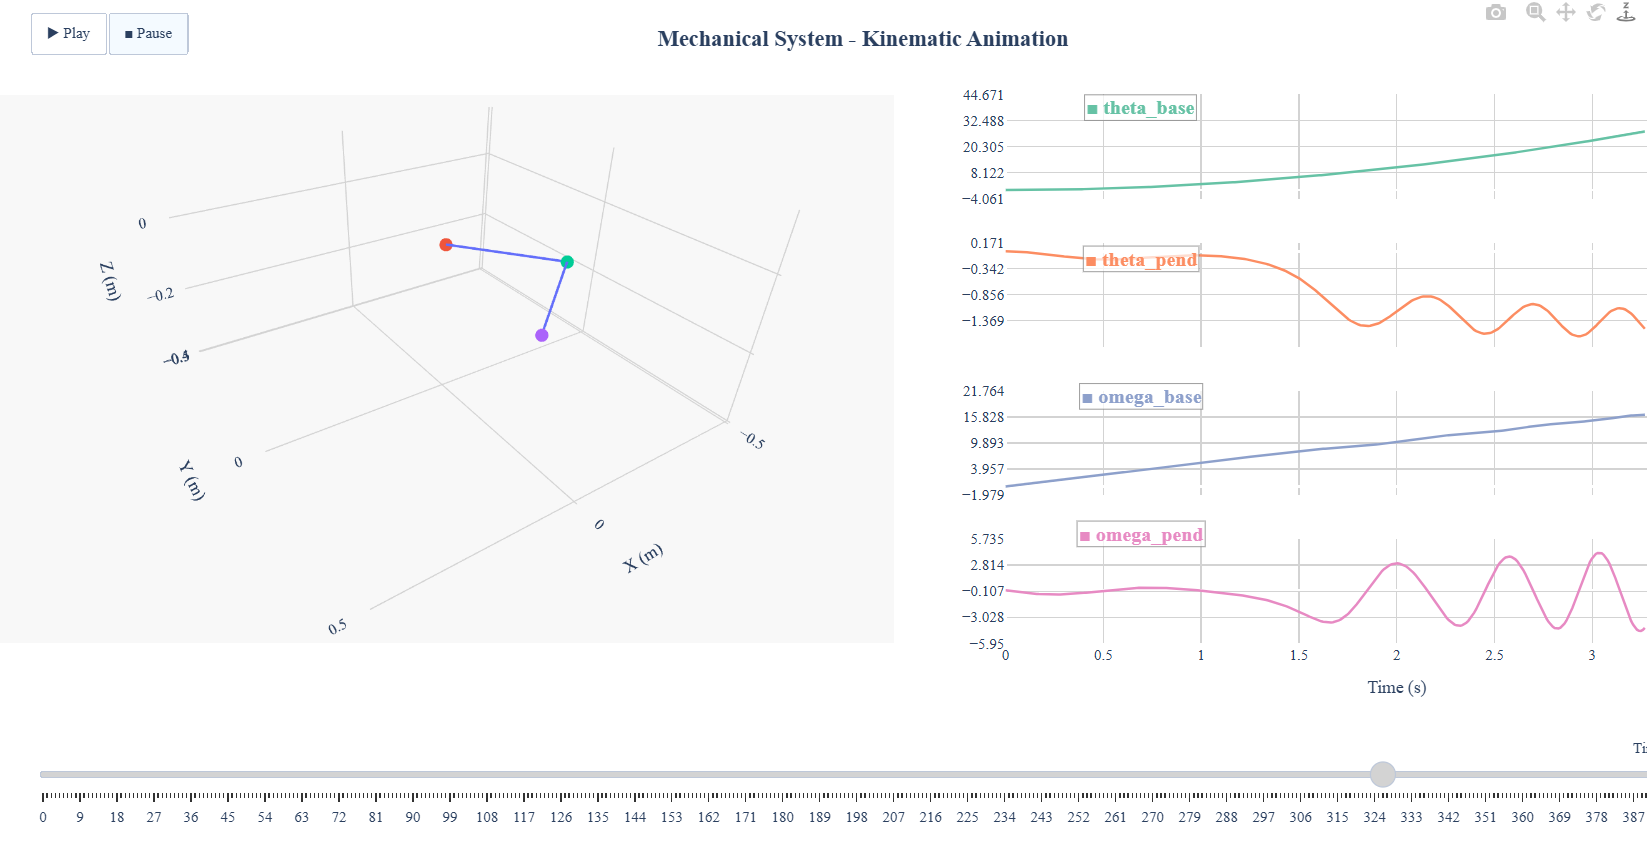 ▶ Play
■ Pause
Mechanical System - Kinematic Animation
Z
0
Z (m)
−0.2
−0.5
Y (m)
0
0
X (m)
0.5
44.671
32.488
20.305
8.122
−4.061
■ theta_base
0.171
−0.342
−0.856
−1.369
■ theta_pend
21.764
15.828
9.893
3.957
−1.979
■ omega_base
5.735
2.814
−0.107
−3.028
−5.95
■ omega_pend
0 0.5 1 1.5 2 2.5 3
Time (s)
0 9 18 27 36 45 54 63 72 81 90 99 108 117 126 135 144 153 162 171 180 189 198 207 216 225 234 243 252 261 270 279 288 297 306 315 324 333 342 351 360 369 378 387